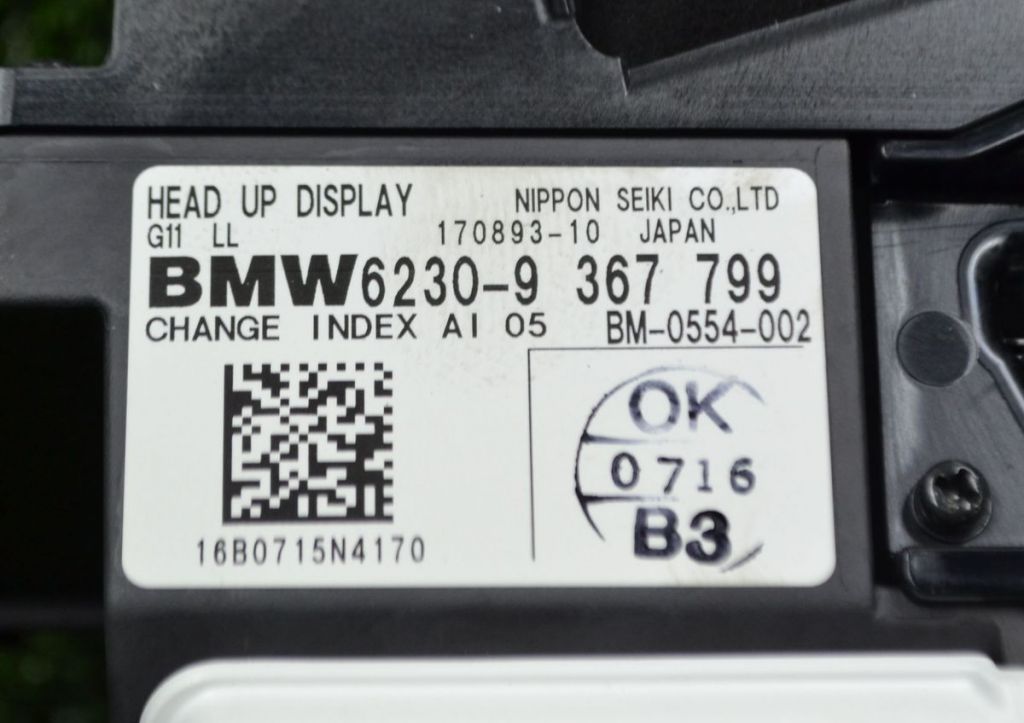 HEAD UP DISPLAY NIPPON SEIKI CO.,LTD
G11 LL 170893-10 JAPAN
BMW6230-9 367 799
CHANGE INDEX AI 05 BM-0554-002
OK
0716
B3
16B0715N4170